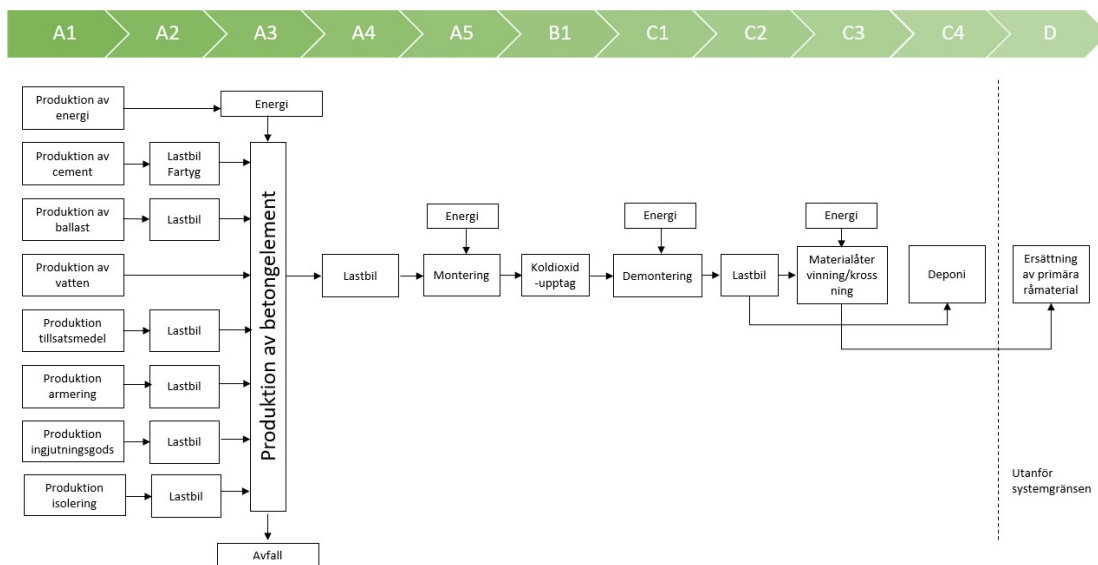 A1
A2
A3
A4
A5
B1
C1
C2
C3
C4
D
Produktion av
energi
Energi
Produktion av
cement
Lastbil
Fartyg
Produktion av
ballast
Lastbil
Produktion av
vatten
Produktion
tillsatsmedel
Lastbil
Produktion
armering
Lastbil
Produktion
ingjutningsgods
Lastbil
Produktion
isolering
Lastbil
Produktion av betongelement
Avfall
Lastbil
Energi
Montering
Koldioxid
-upptag
Energi
Demontering
Lastbil
Energi
Materialåter
vinning/kross
ning
Deponi
Ersättning
av primära
råmaterial
Utanför
systemgränsen